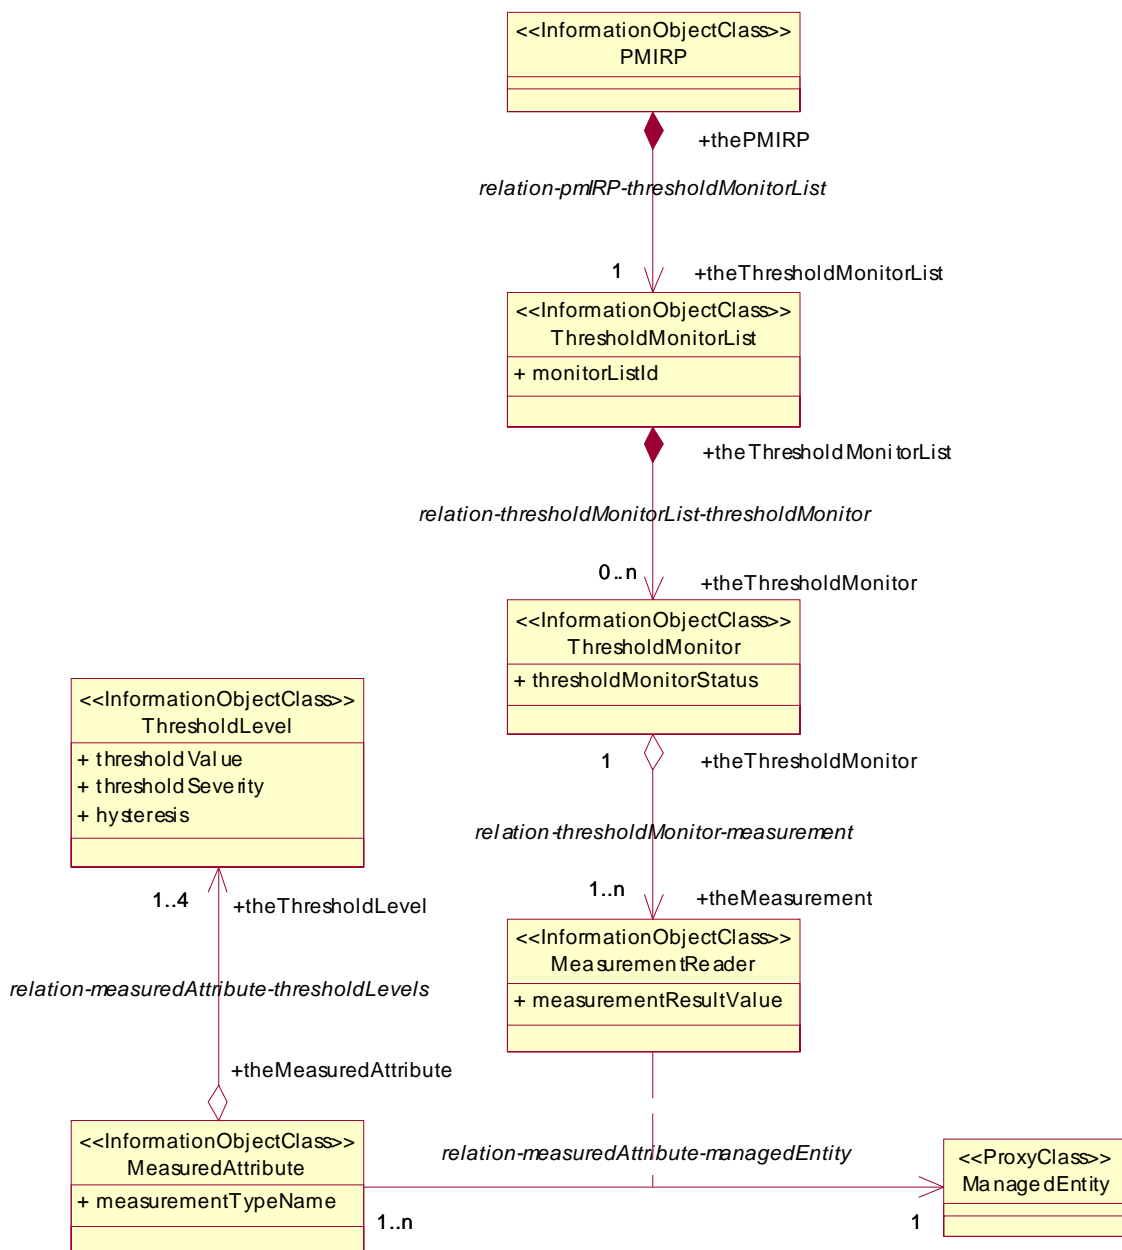 <<InformationObjectClass>>
PMIRP
+thePMIRP
relation-pmIRP-thresholdMonitorList
1
+theThresholdMonitorList
<<InformationObjectClass>>
ThresholdMonitorList
+ monitorListId
+theThresholdMonitorList
relation-thresholdMonitorList-thresholdMonitor
0..n
+theThresholdMonitor
<<InformationObjectClass>>
ThresholdMonitor
+ thresholdMonitorStatus
<<InformationObjectClass>>
ThresholdLevel
+ thresholdValue
+ thresholdSeverity
+ hysteresis
1
+theThresholdMonitor
relation-thresholdMonitor-measurement
1..n
+theMeasurement
1..4
+theThresholdLevel
<<InformationObjectClass>>
MeasurementReader
+ measurementResultValue
relation-measuredAttribute-thresholdLevels
+theMeasuredAttribute
<<InformationObjectClass>>
MeasuredAttribute
+ measurementTypeName
relation-measuredAttribute-managedEntity
<<ProxyClass>>
ManagedEntity
1..n
1